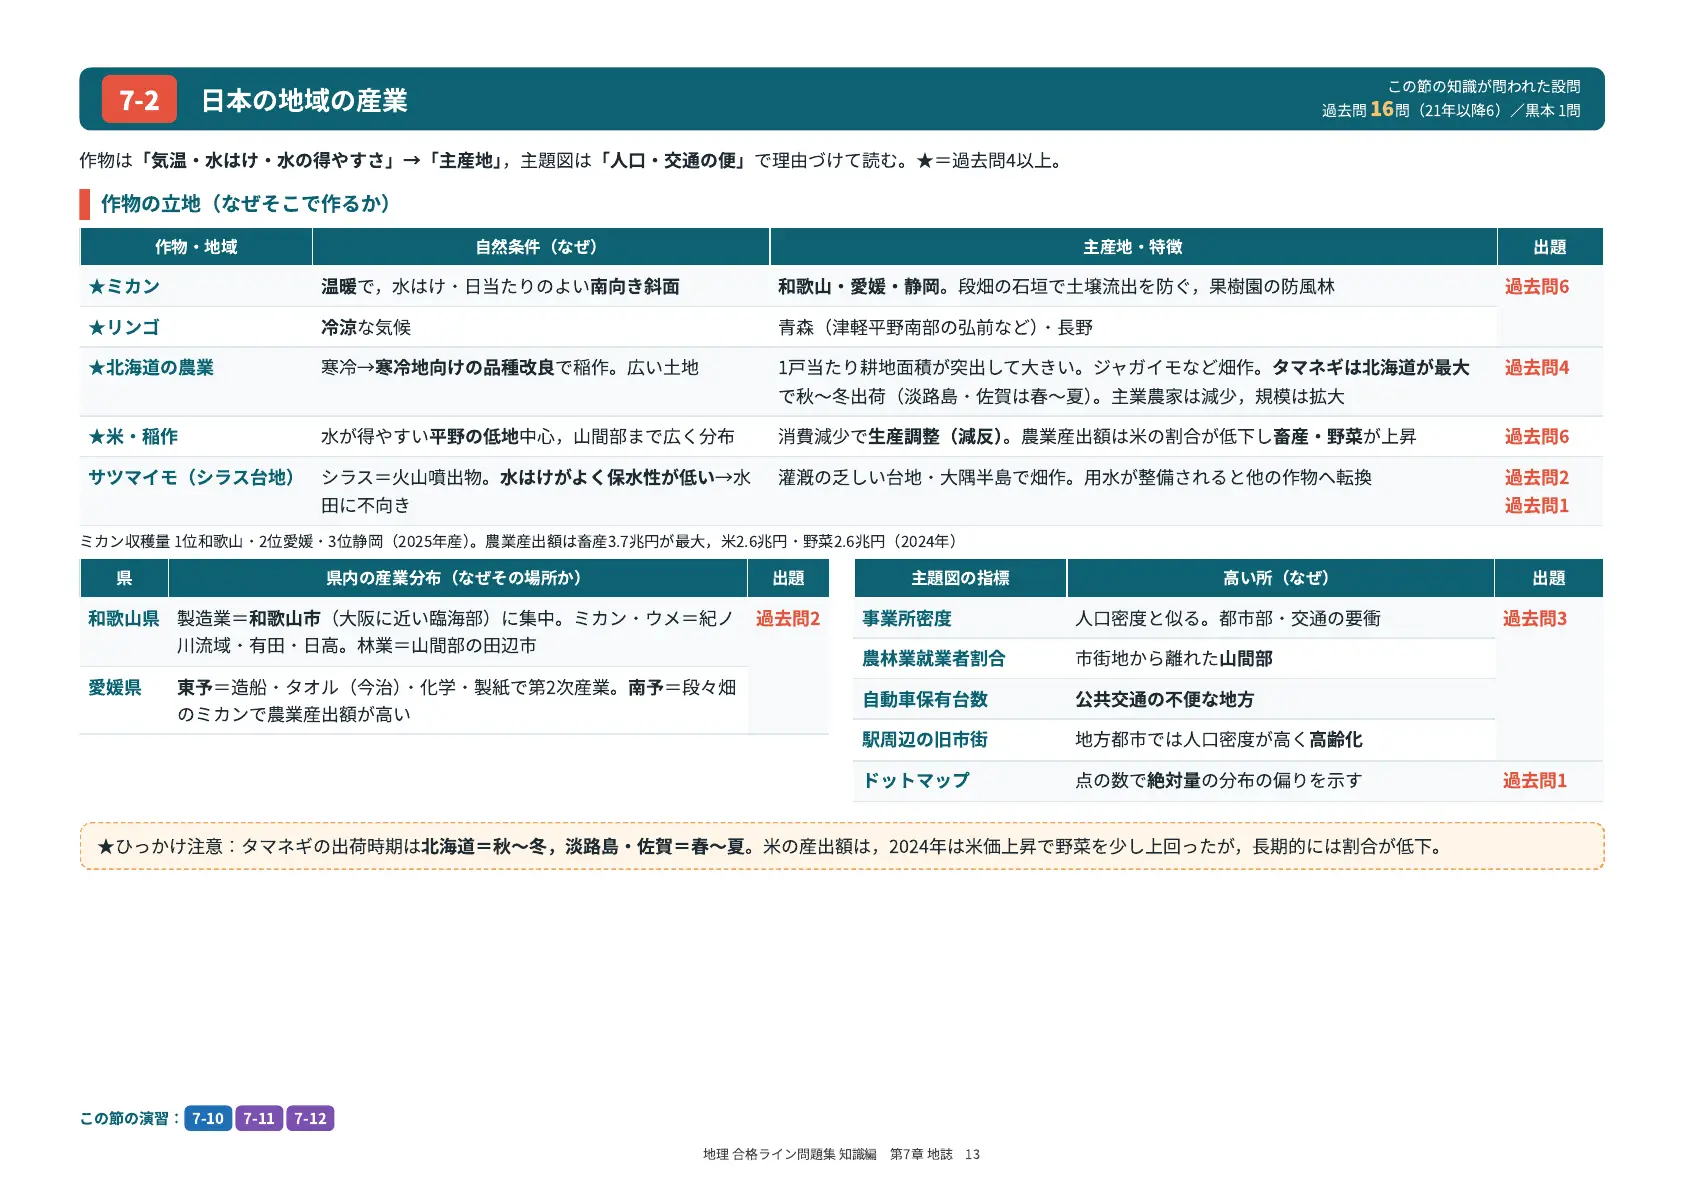 7-2 日本の地域の産業
この節の知識が問われた設問
過去問 16問（21年以降6）／黒本 1問
作物は「気温・水はけ・水の得やすさ」→「主産地」，主題図は「人口・交通の便」で理由づけて読む。★＝過去問4以上。
作物の立地（なぜそこで作るか）
作物・地域 自然条件（なぜ） 主産地・特徴 出題
★ミカン 温暖で，水はけ・日当たりのよい南向き斜面 和歌山・愛媛・静岡。段畑の石垣で土壌流出を防ぐ，果樹園の防風林 過去問6
★リンゴ 冷涼な気候 青森（津軽平野南部の弘前など）・長野
★北海道の農業 寒冷→寒冷地向けの品種改良で稲作。広い土地 1戸当たり耕地面積が突出して大きい。ジャガイモなど畑作。タマネギは北海道が最大 過去問4
で秋～冬出荷（淡路島・佐賀は春～夏）。主業農家は減少，規模は拡大
★米・稲作 水が得やすい平野の低地中心，山間部まで広く分布 消費減少で生産調整（減反）。農業産出額は米の割合が低下し畜産・野菜が上昇 過去問6
サツマイモ（シラス台地） シラス＝火山噴出物。水はけがよく保水性が低い→水 灌漑の乏しい台地・大隅半島で畑作。用水が整備されると他の作物へ転換 過去問2
田に不向き 過去問1
ミカン収穫量 1位和歌山・2位愛媛・3位静岡（2025年産）。農業産出額は畜産3.7兆円が最大，米2.6兆円・野菜2.6兆円（2024年）
県 県内の産業分布（なぜその場所か） 出題
和歌山県 製造業＝和歌山市（大阪に近い臨海部）に集中。ミカン・ウメ＝紀ノ 過去問2
川流域・有田・日高。林業＝山間部の田辺市
愛媛県 東予＝造船・タオル（今治）・化学・製紙で第2次産業。南予＝段々畑
のミカンで農業産出額が高い
主題図の指標 高い所（なぜ） 出題
事業所密度 人口密度と似る。都市部・交通の要衝 過去問3
農林業就業者割合 市街地から離れた山間部
自動車保有台数 公共交通の不便な地方
駅周辺の旧市街 地方都市では人口密度が高く高齢化
ドットマップ 点の数で絶対量の分布の偏りを示す 過去問1
★ひっかけ注意：タマネギの出荷時期は北海道＝秋～冬，淡路島・佐賀＝春～夏。米の産出額は，2024年は米価上昇で野菜を少し上回ったが，長期的には割合が低下。
この節の演習： 7-10 7-11 7-12
地理 合格ライン問題集 知識編 第7章 地誌 13